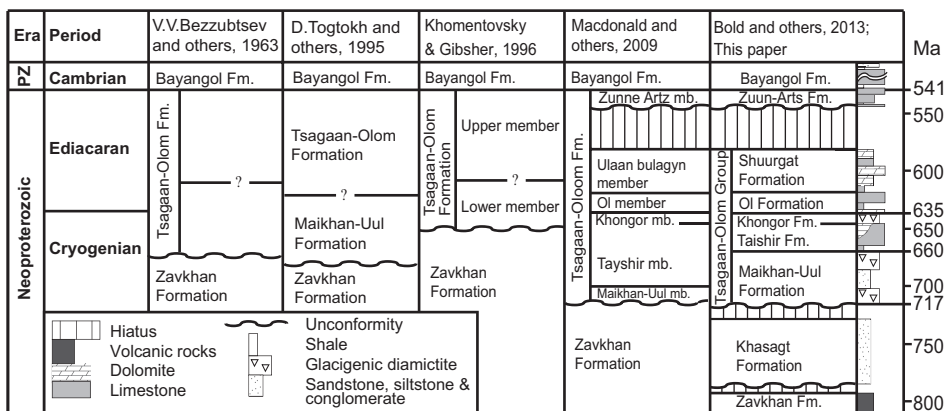 Era
Period
V.V.Bezzubtsev
and others, 1963
D.Togtokh and
others, 1995
Khomentovsky
& Gibsher, 1996
Macdonald and
others, 2009
Bold and others, 2013;
This paper
Ma
PZ
Cambrian
Bayangol Fm.
Bayangol Fm.
Bayangol Fm.
Bayangol Fm.
Bayangol Fm.
541
Neoproterozoic
Ediacaran
Cryogenian
Tsagaan-Olom Fm.
?
Zavkhan
Formation
Tsagaan-Olom
Formation
?
Maikhan-Uul
Formation
Zavkhan
Formation
Tsagaan-Olom
Formation
Upper member
?
Lower member
Zavkhan
Formation
Tsagaan-Oloom Fm.
Zunne Artz mb.
Ulaan bulagyn
member
Ol member
Khongor mb.
Tayshir mb.
Maikhan-Uul mb.
Zavkhan
Formation
Tsagaan-Olom Group
Zuun-Arts Fm.
Shuurgat
Formation
Ol Formation
Khongor Fm.
Taishir Fm.
Maikhan-Uul
Formation
Khasagt
Formation
Zavkhan Fm.
550
600
635
650
660
700
717
750
800
Hiatus
Volcanic rocks
Dolomite
Limestone
Unconformity
Shale
Glacigenic diamictite
Sandstone, siltstone &
conglomerate